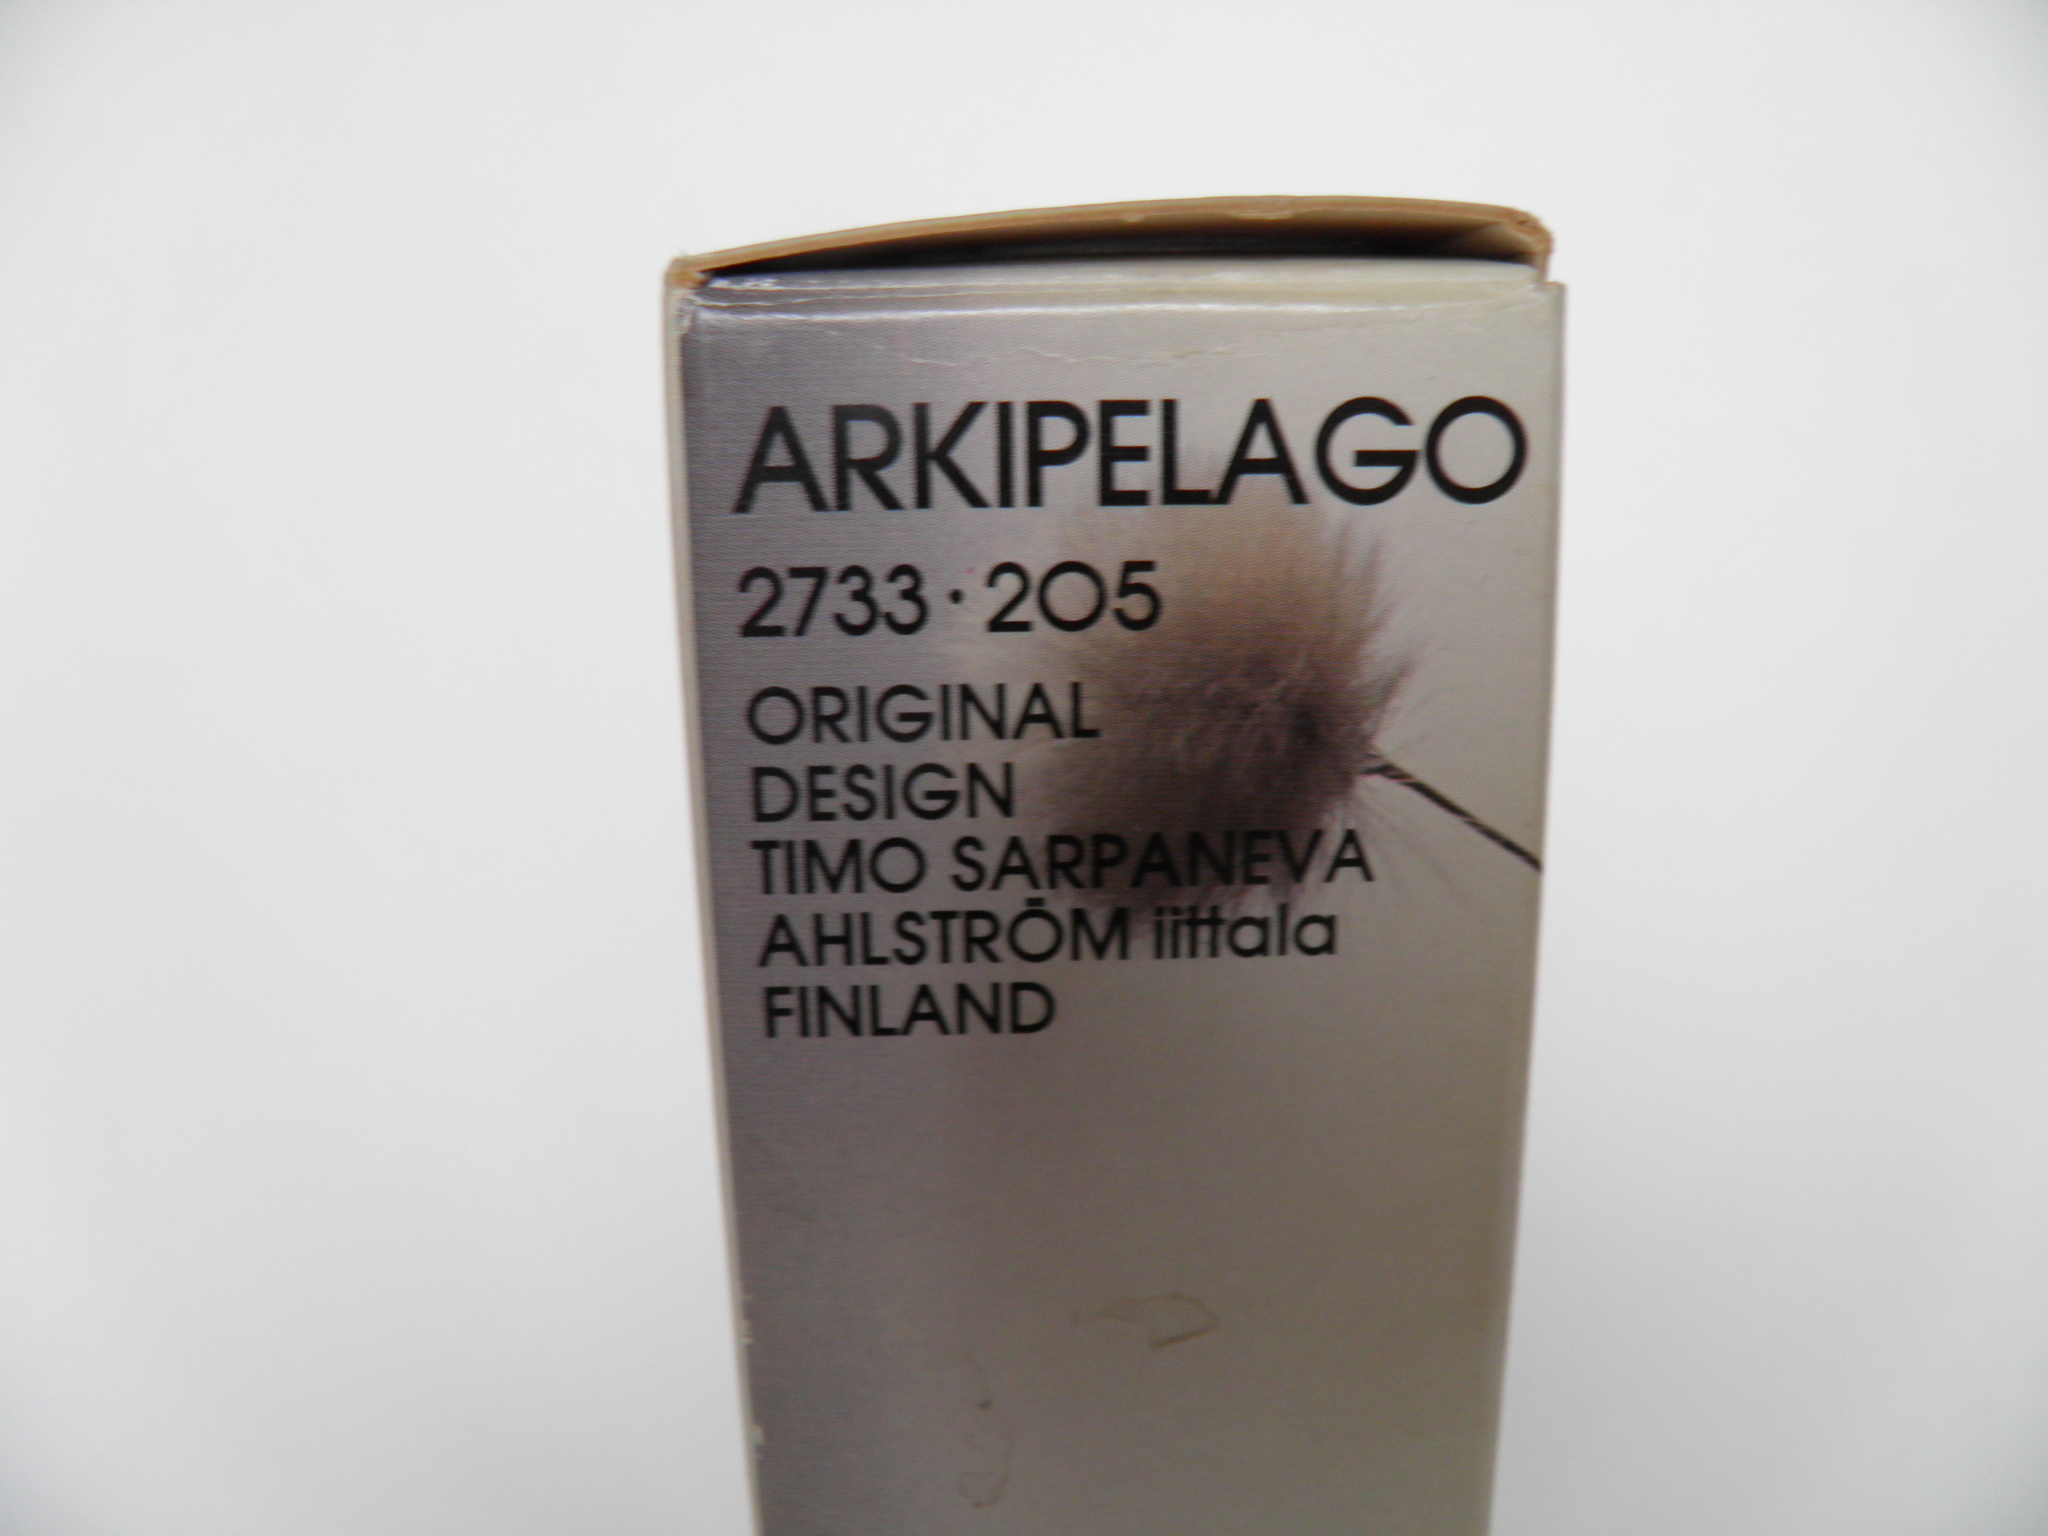 ARKIPELAGO
2733 · 205
ORIGINAL
DESIGN
TIMO SARPANEVA
AHLSTRÖM iittala
FINLAND